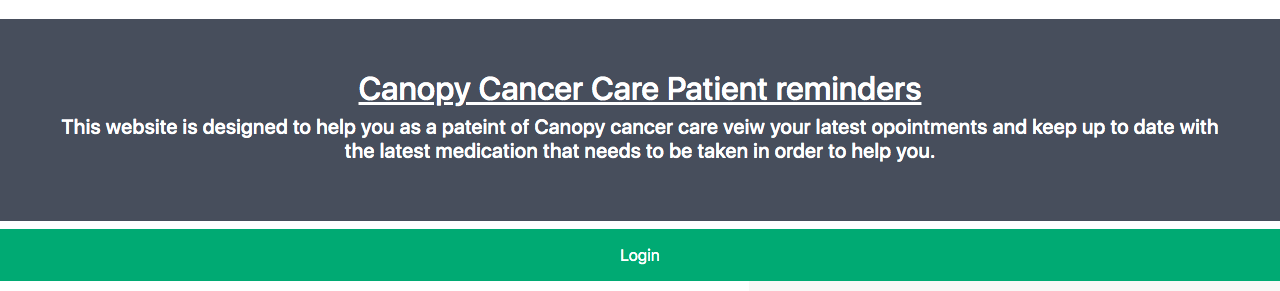 Canopy Cancer Care Patient reminders
This website is designed to help you as a pateint of Canopy cancer care veiw your latest opointments and keep up to date with
the latest medication that needs to be taken in order to help you.
Login